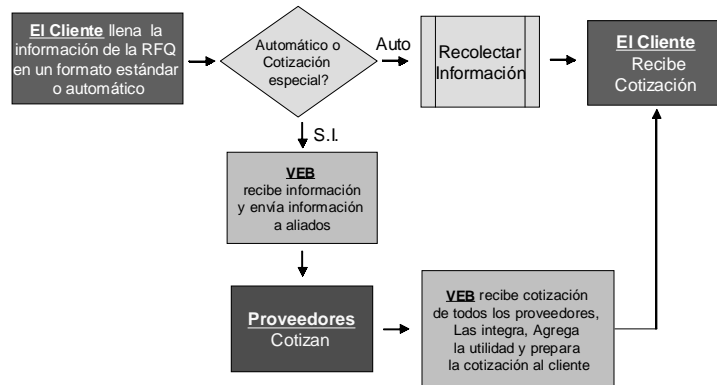 El Cliente llena la
información de la RFQ
en un formato estándar
o automático
Automático o
Cotización
especial?
Auto
Recolectar
Información
El Cliente
Recibe
Cotización
S.I.
VEB
recibe información
y envía información
a aliados
Proveedores
Cotizan
VEB recibe cotización
de todos los proveedores,
Las integra, Agrega
la utilidad y prepara
la cotización al cliente